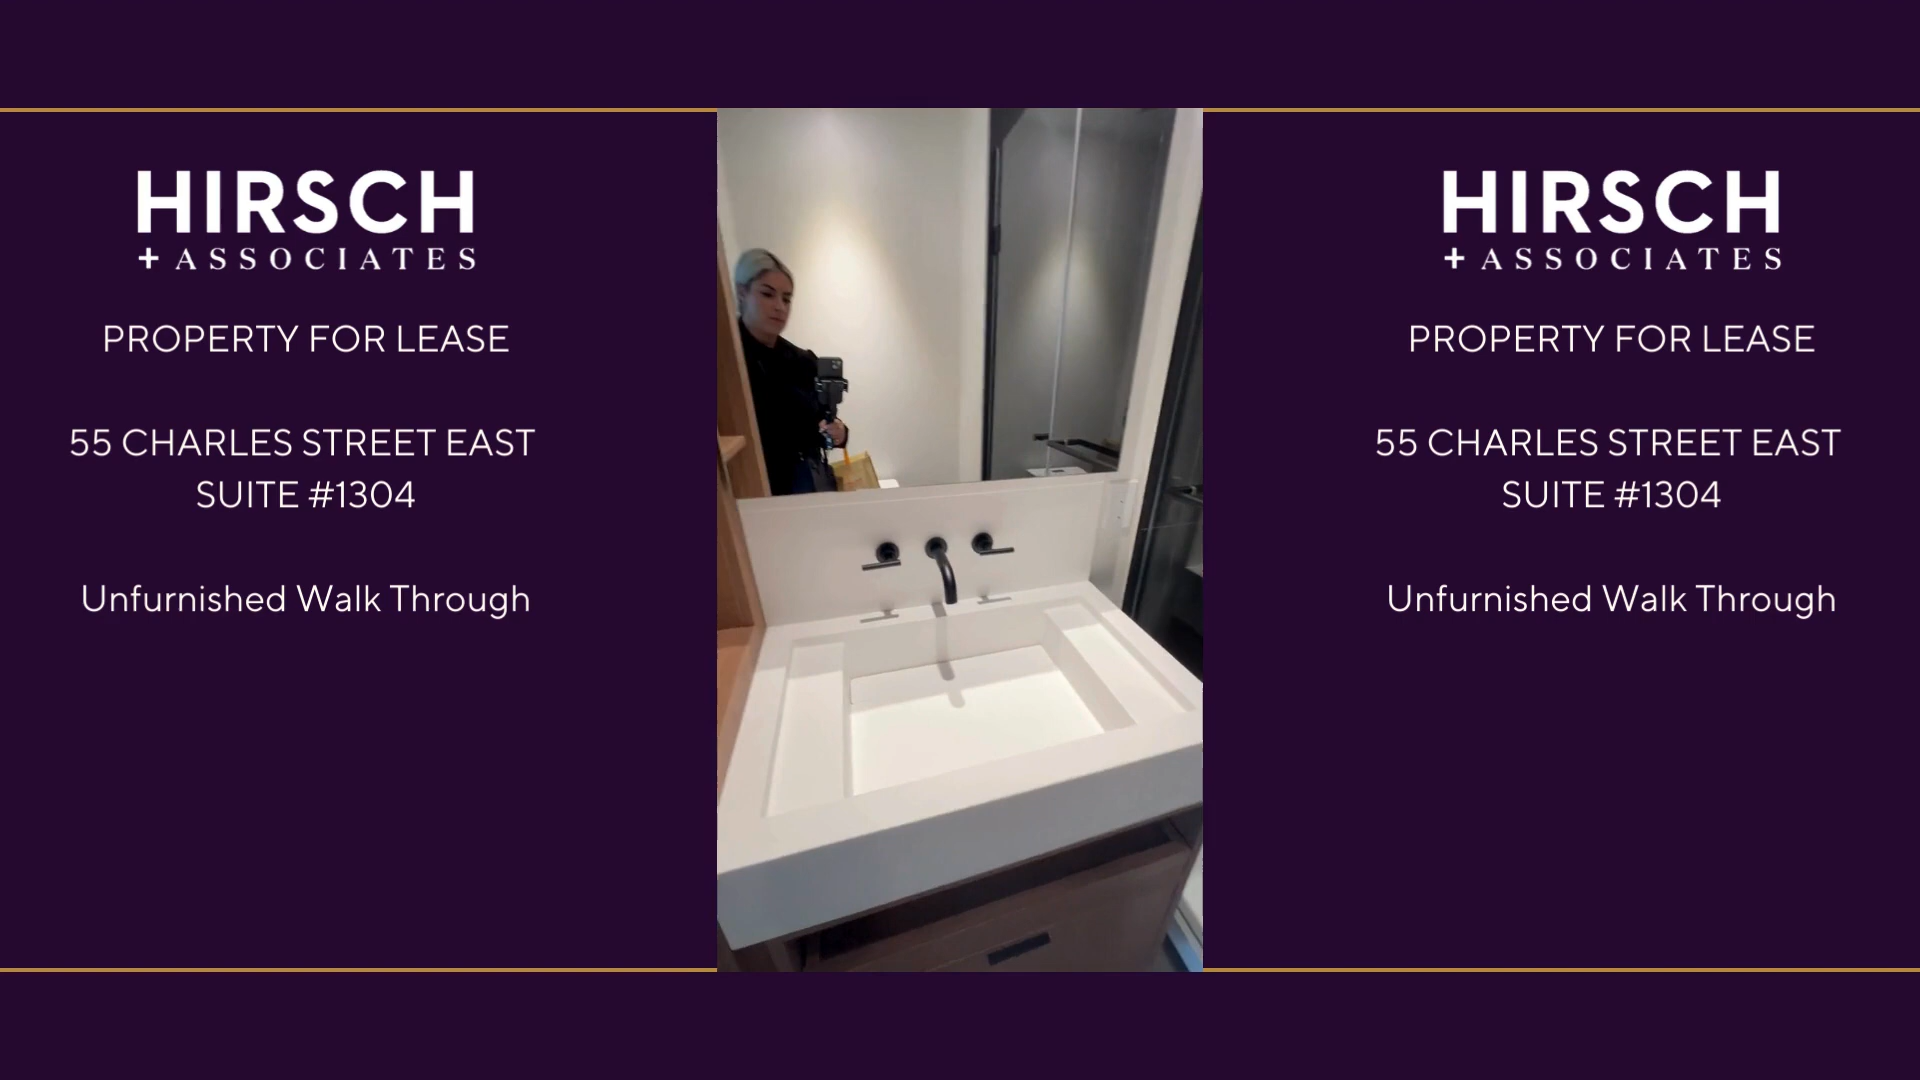 HIRSCH
+ ASSOCIATES
PROPERTY FOR LEASE
55 CHARLES STREET EAST
SUITE #1304
Unfurnished Walk Through
HIRSCH
+ ASSOCIATES
PROPERTY FOR LEASE
55 CHARLES STREET EAST
SUITE #1304
Unfurnished Walk Through